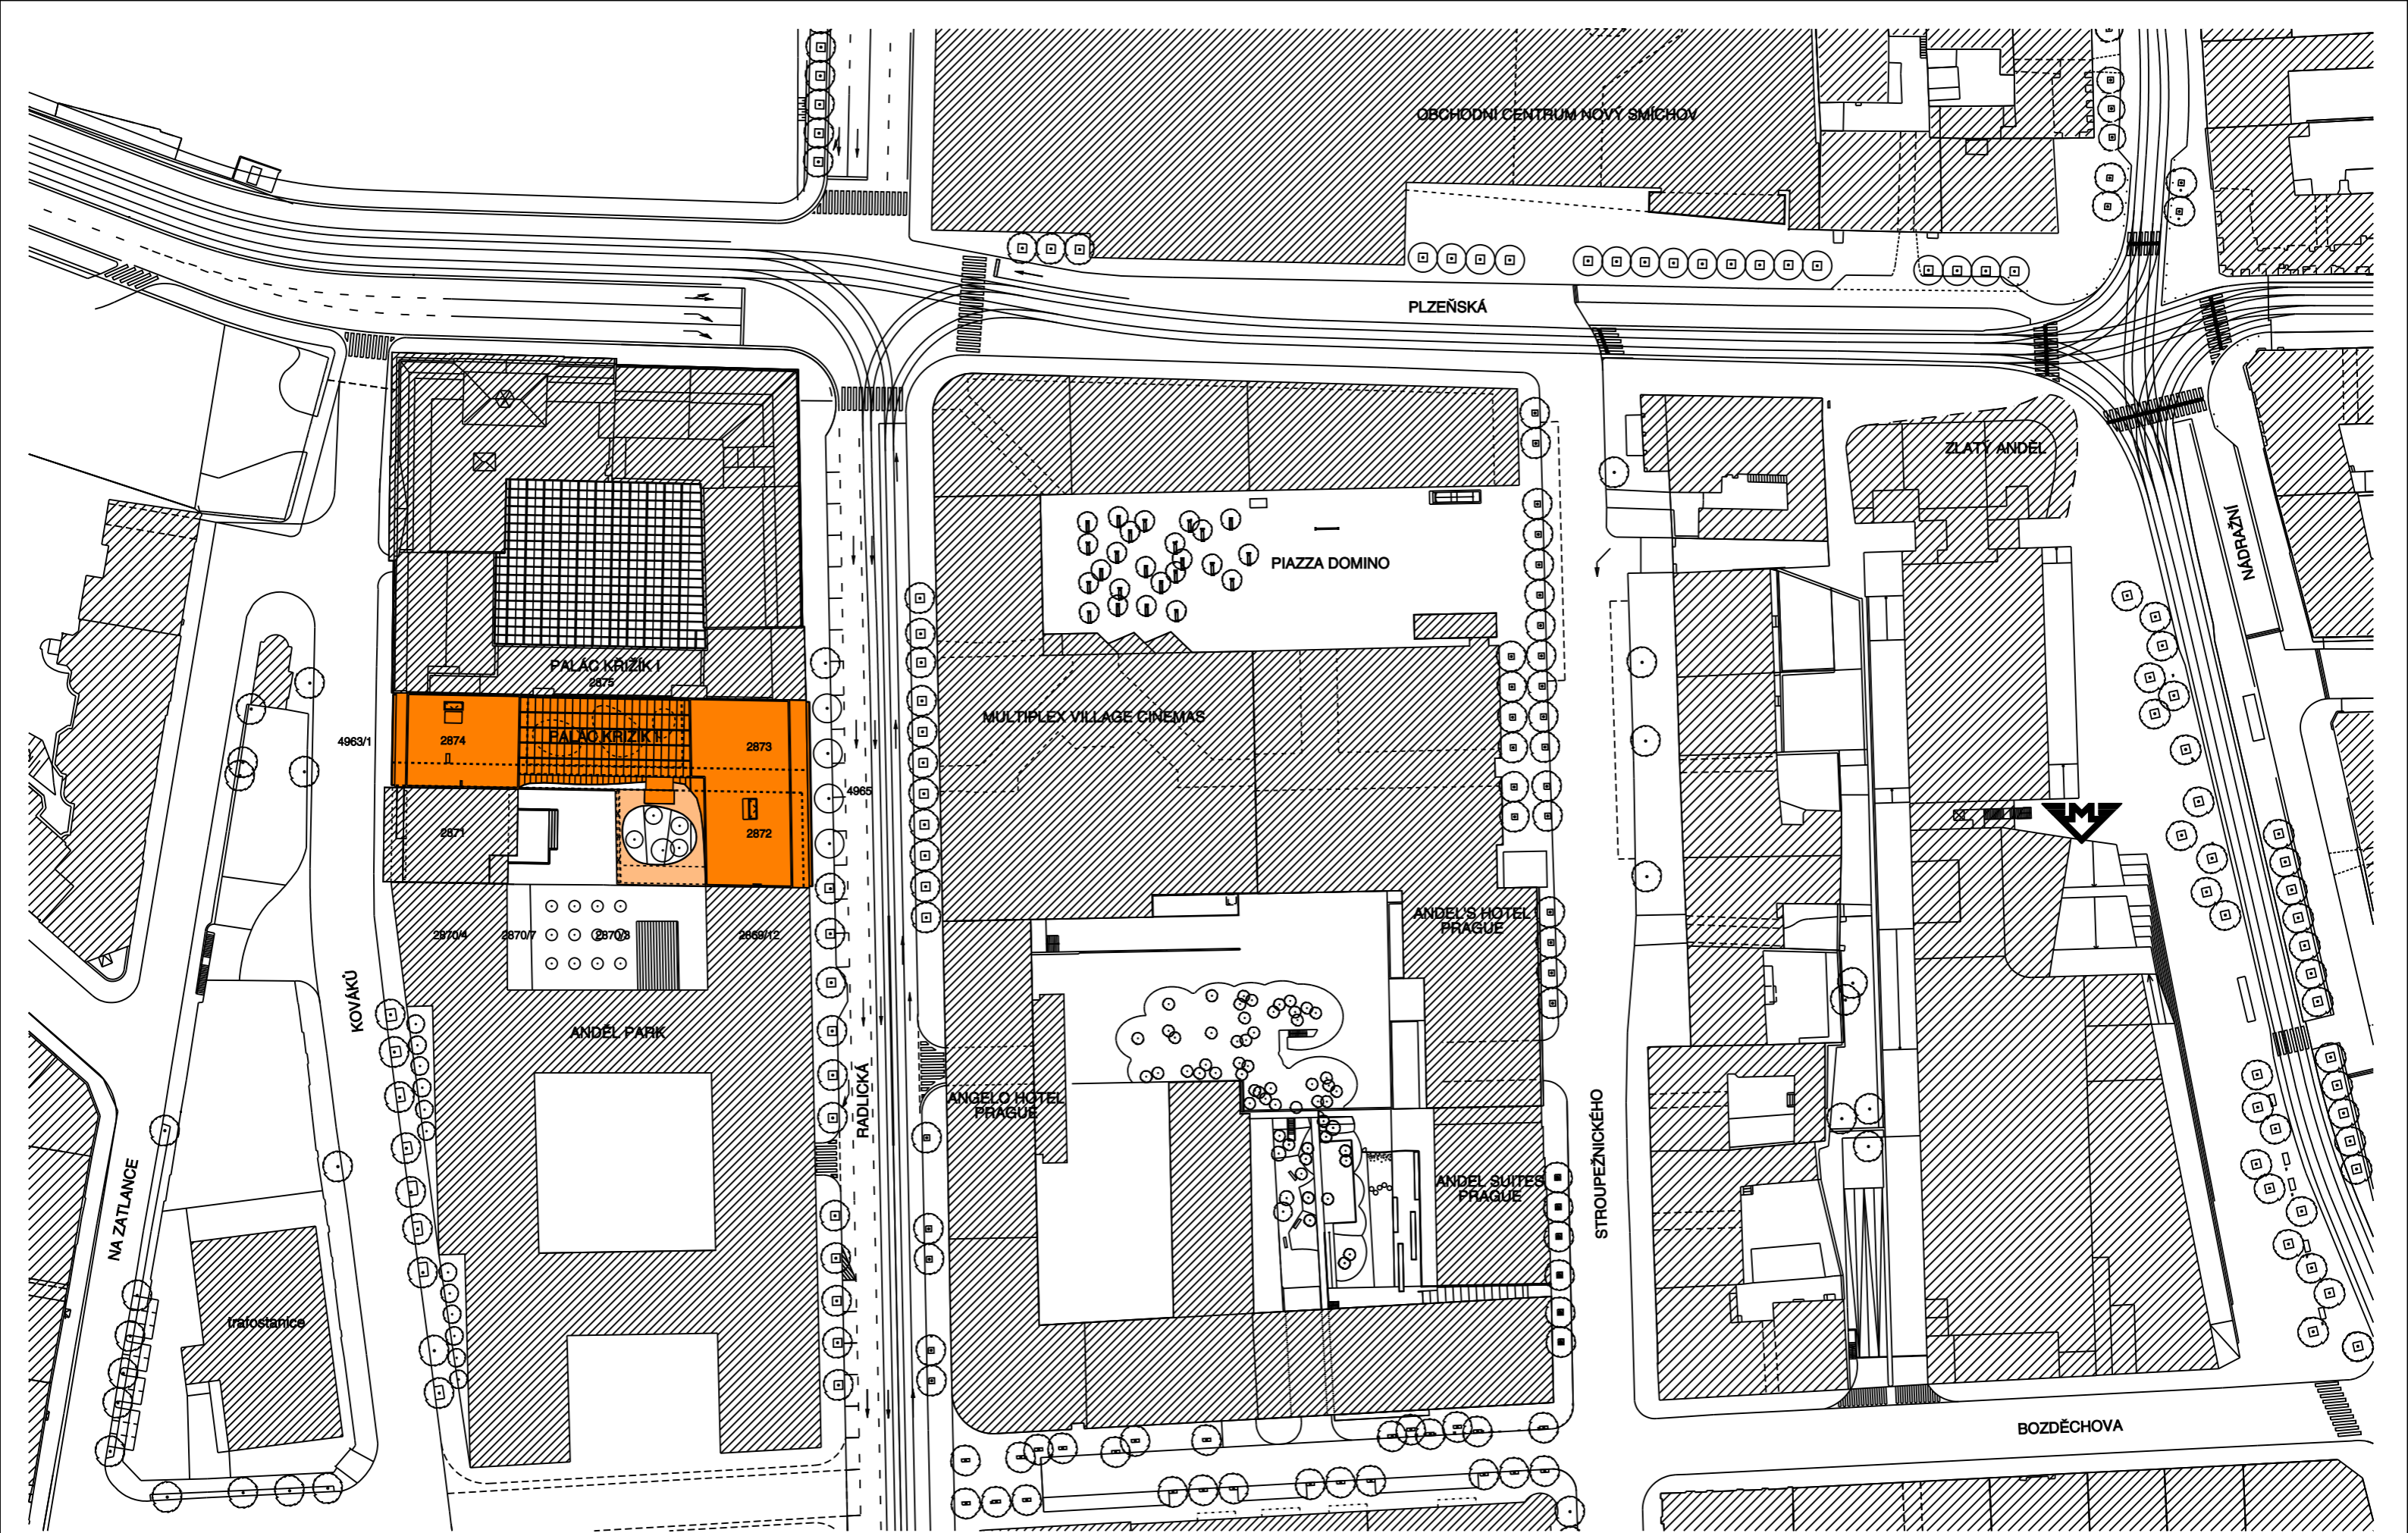 OBCHODNÍ CENTRUM NOVÝ SMÍCHOV
PLZEŇSKÁ
ZLATÝ ANDĚL
NÁDRAŽNÍ
PIAZZA DOMINO
PALÁC KŘIŽÍK I
2875
MULTIPLEX VILLAGE CINEMAS
4963/1
2874
PALÁC KŘIŽÍK II
2873
4965
M
2871
2872
ANDEL'S HOTEL
PRAGUE
2870/4
2870/7
2870/3
2869/12
KOVÁKŮ
ANDĚL PARK
RADLICKÁ
ANGELO HOTEL
PRAGUE
STROUPEŽNICKÉHO
ANDEL SUITES
PRAGUE
NA ZATLANCE
trafostanice
BOZDĚCHOVA